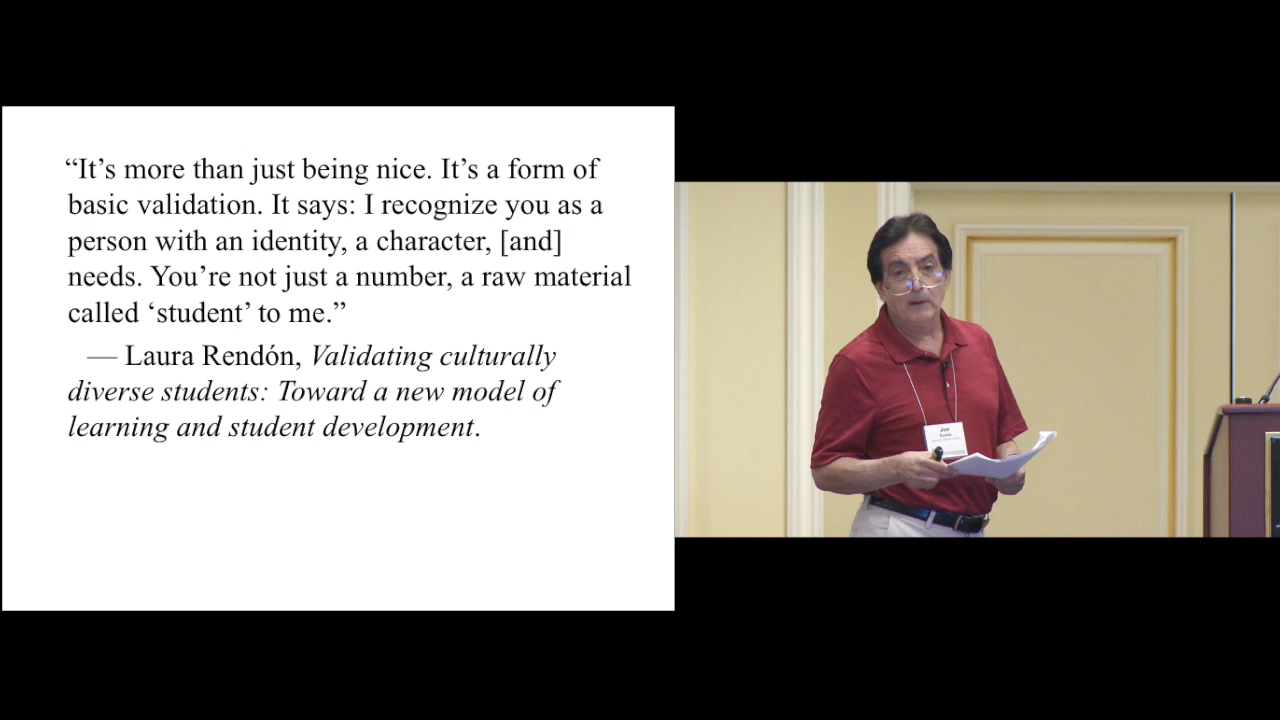 “It’s more than just being nice. It’s a form of
basic validation. It says: I recognize you as a
person with an identity, a character, [and]
needs. You’re not just a number, a raw material
called ‘student’ to me.”
— Laura Rendón, Validating culturally
diverse students: Toward a new model of
learning and student development.
Joe